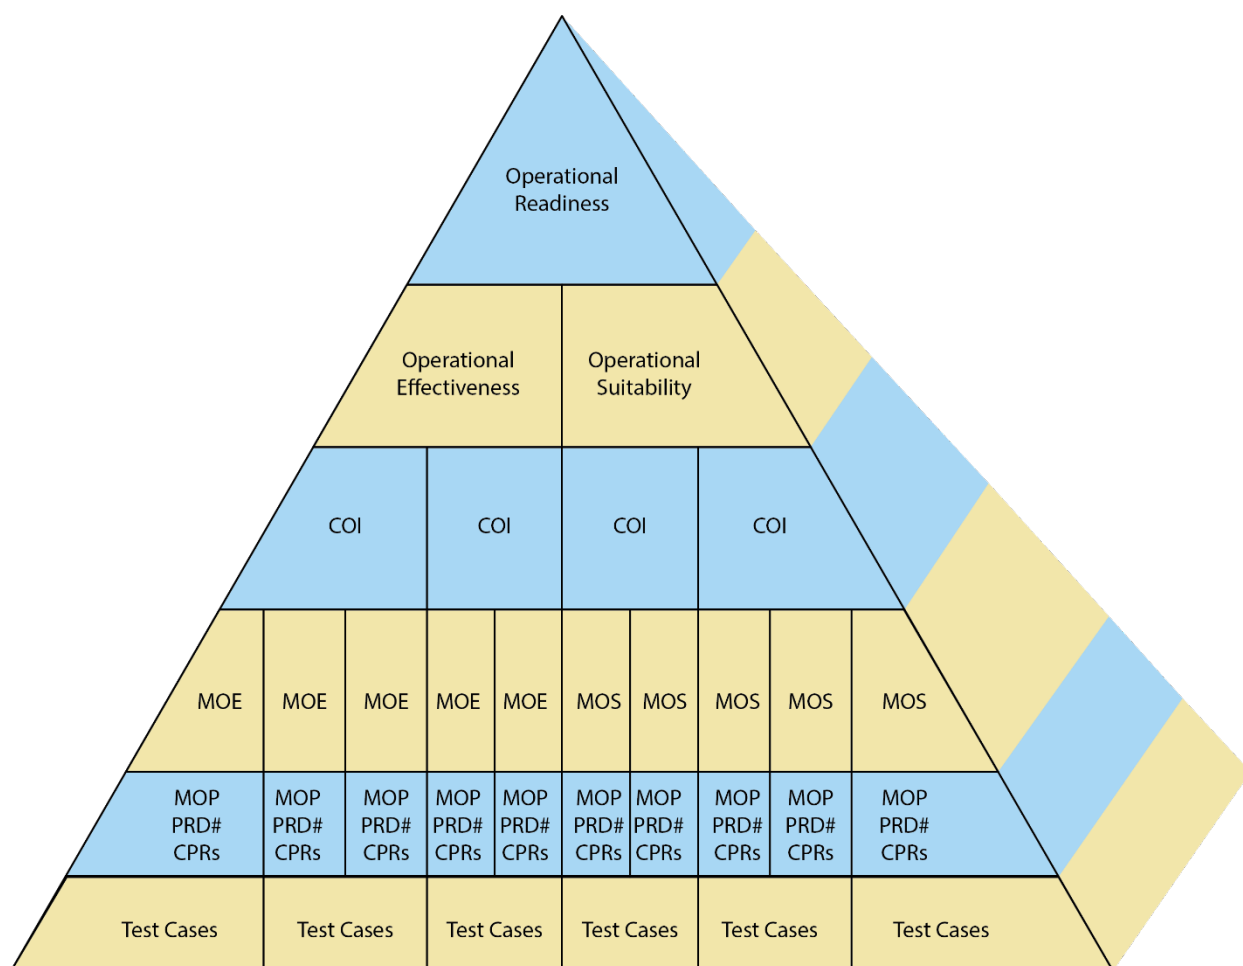 Operational
Readiness
Operational
Effectiveness
Operational
Suitability
COI
COI
COI
COI
MOE
MOE
MOE
MOE
MOE
MOS
MOS
MOS
MOS
MOS
MOP
PRD#
CPRs
MOP
PRD#
CPRs
MOP
PRD#
CPRs
MOP
PRD#
CPRs
MOP
PRD#
CPRs
MOP
PRD#
CPRs
MOP
PRD#
CPRs
MOP
PRD#
CPRs
MOP
PRD#
CPRs
MOP
PRD#
CPRs
Test Cases
Test Cases
Test Cases
Test Cases
Test Cases
Test Cases